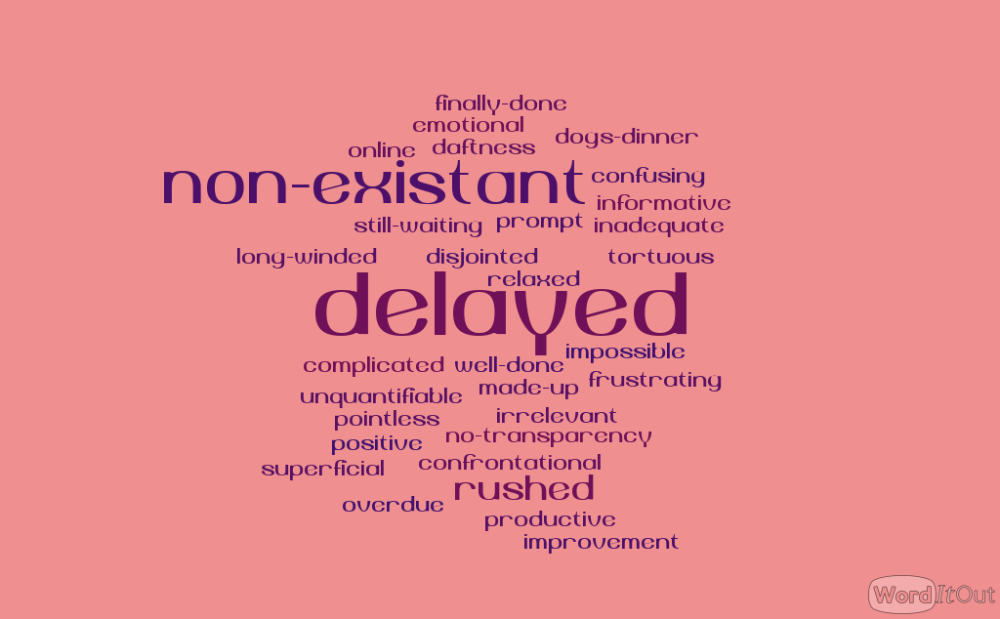 finally-done
emotional
dogs-dinner
online
daftness
non-existant
confusing
informative
still-waiting
prompt
inadequate
long-winded
disjointed
tortuous
relaxed
delayed
impossible
complicated
well-done
frustrating
made-up
unquantifiable
pointless
irrelevant
no-transparency
positive
confrontational
superficial
rushed
overdue
productive
improvement
WordItOut